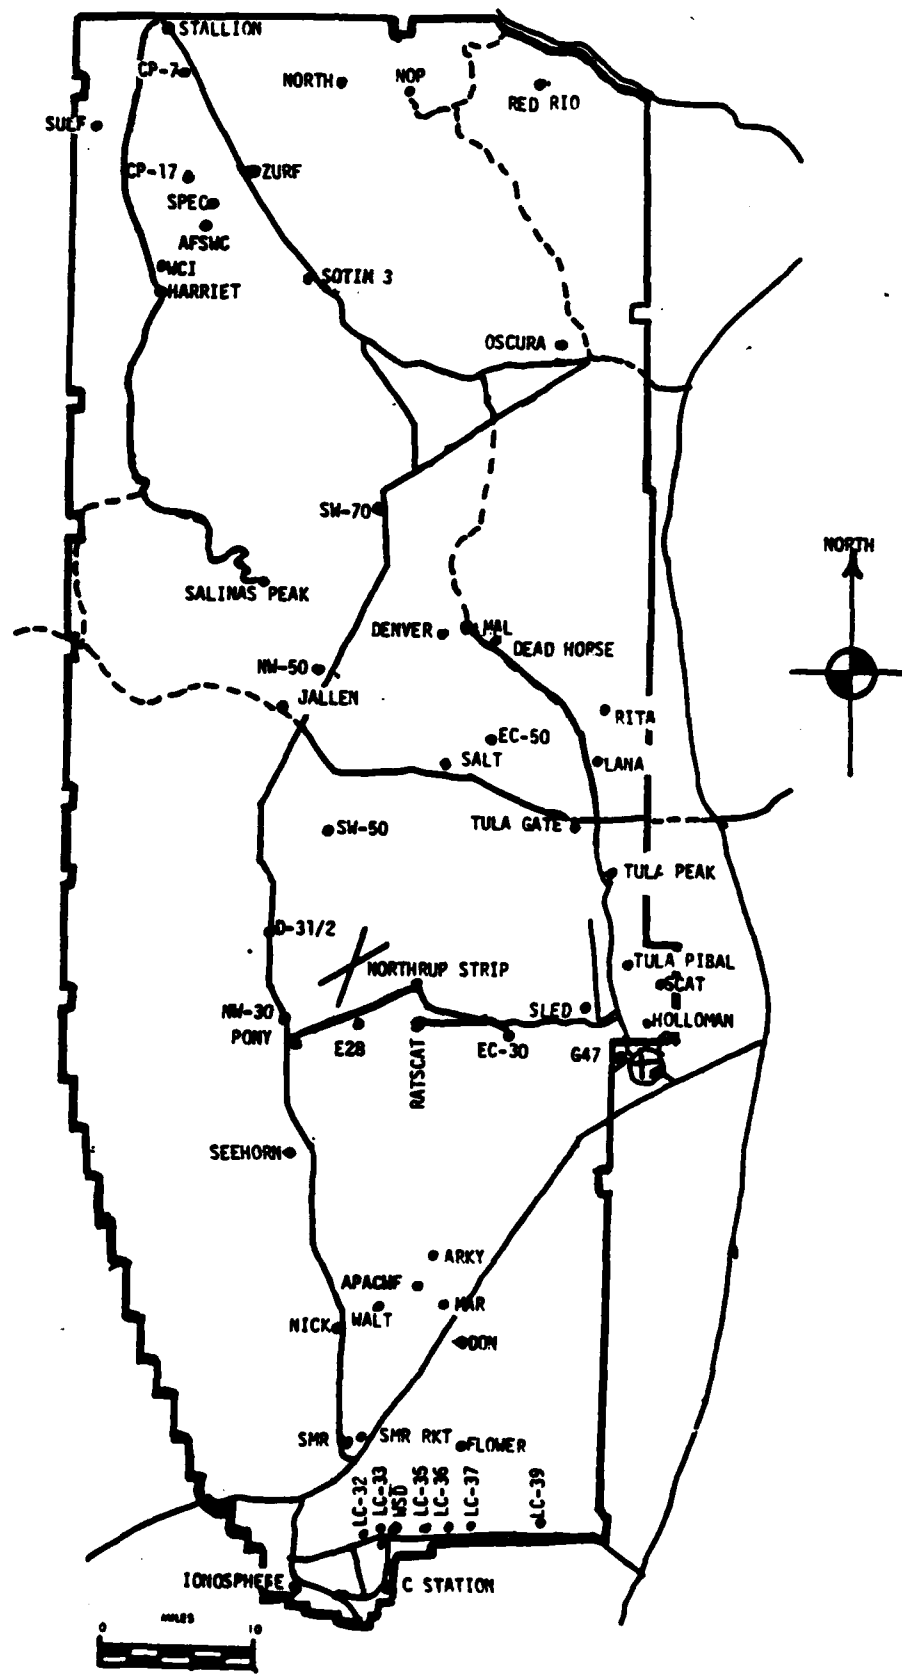 STALLION
CP-7
NORTH
NOP
RED RIO
SULF
CP-17
ZURF
SPEC
AFSWC
WCI
SOTIM 3
HARRIET
OSCURA
SW-70
NORTH
SALINAS PEAK
DENVER
MAL
DEAD HORSE
NW-50
JALLEN
RITA
EC-50
SALT
LANA
TULA GATE
SW-50
TULA PEAK
D-31/2
NORTHRUP STRIP
TULA PIBAL
SCAT
NW-30
SLED
HOLLOMAN
PONY
E28
RATSCAT
EC-30
G47
SEEHORN
ARKY
APACHE
MAR
NICK
WALT
DON
SMR
SMR RKT
FLOWER
LC-32
LC-33
WSD
LC-35
LC-36
LC-37
LC-39
IONOSPHERE
C STATION
MILES
0 10